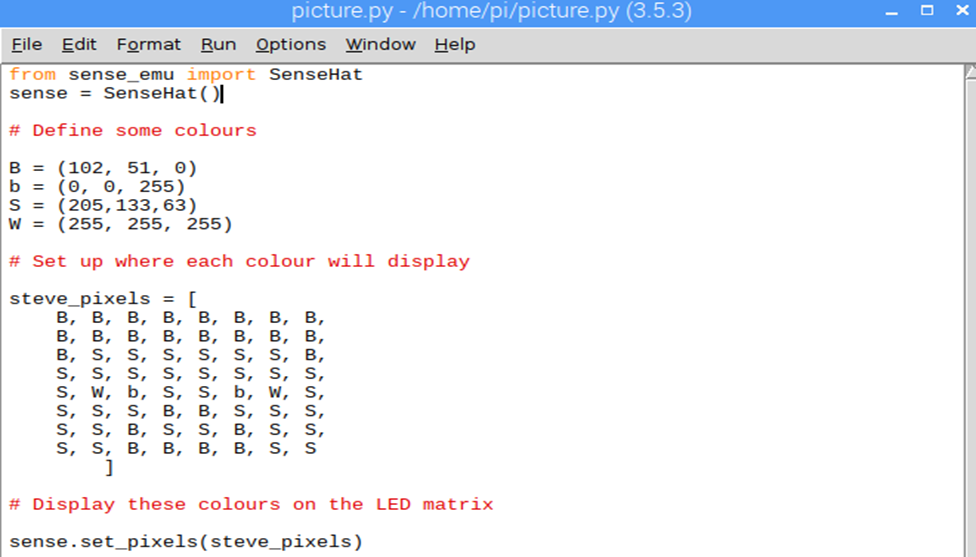 picture.py - /home/pi/picture.py (3.5.3)
File Edit Format Run Options Window Help
from sense_emu import SenseHat
sense = SenseHat()
# Define some colours
B = (102, 51, 0)
b = (0, 0, 255)
S = (205,133,63)
W = (255, 255, 255)
# Set up where each colour will display
steve_pixels = [
    B, B, B, B, B, B, B, B,
    B, B, B, B, B, B, B, B,
    B, S, S, S, S, S, S, B,
    S, S, S, S, S, S, S, S,
    S, W, b, S, S, b, W, S,
    S, S, S, B, B, S, S, S,
    S, S, B, S, S, B, S, S,
    S, S, B, B, B, B, S, S
        ]
# Display these colours on the LED matrix
sense.set_pixels(steve_pixels)